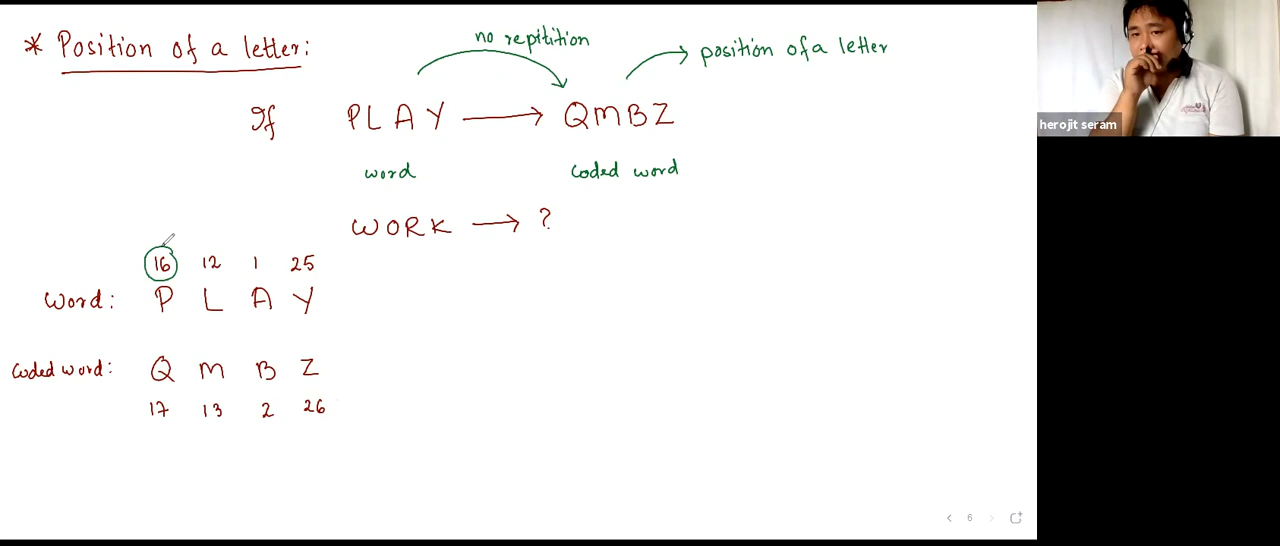 * Position of a letter:
no repitition
position of a letter
If PLAY → QMBZ
word coded word
WORK → ?
16 12 1 25
Word: P L A Y
Coded word: Q M B Z
17 13 2 26
herojit seram
6